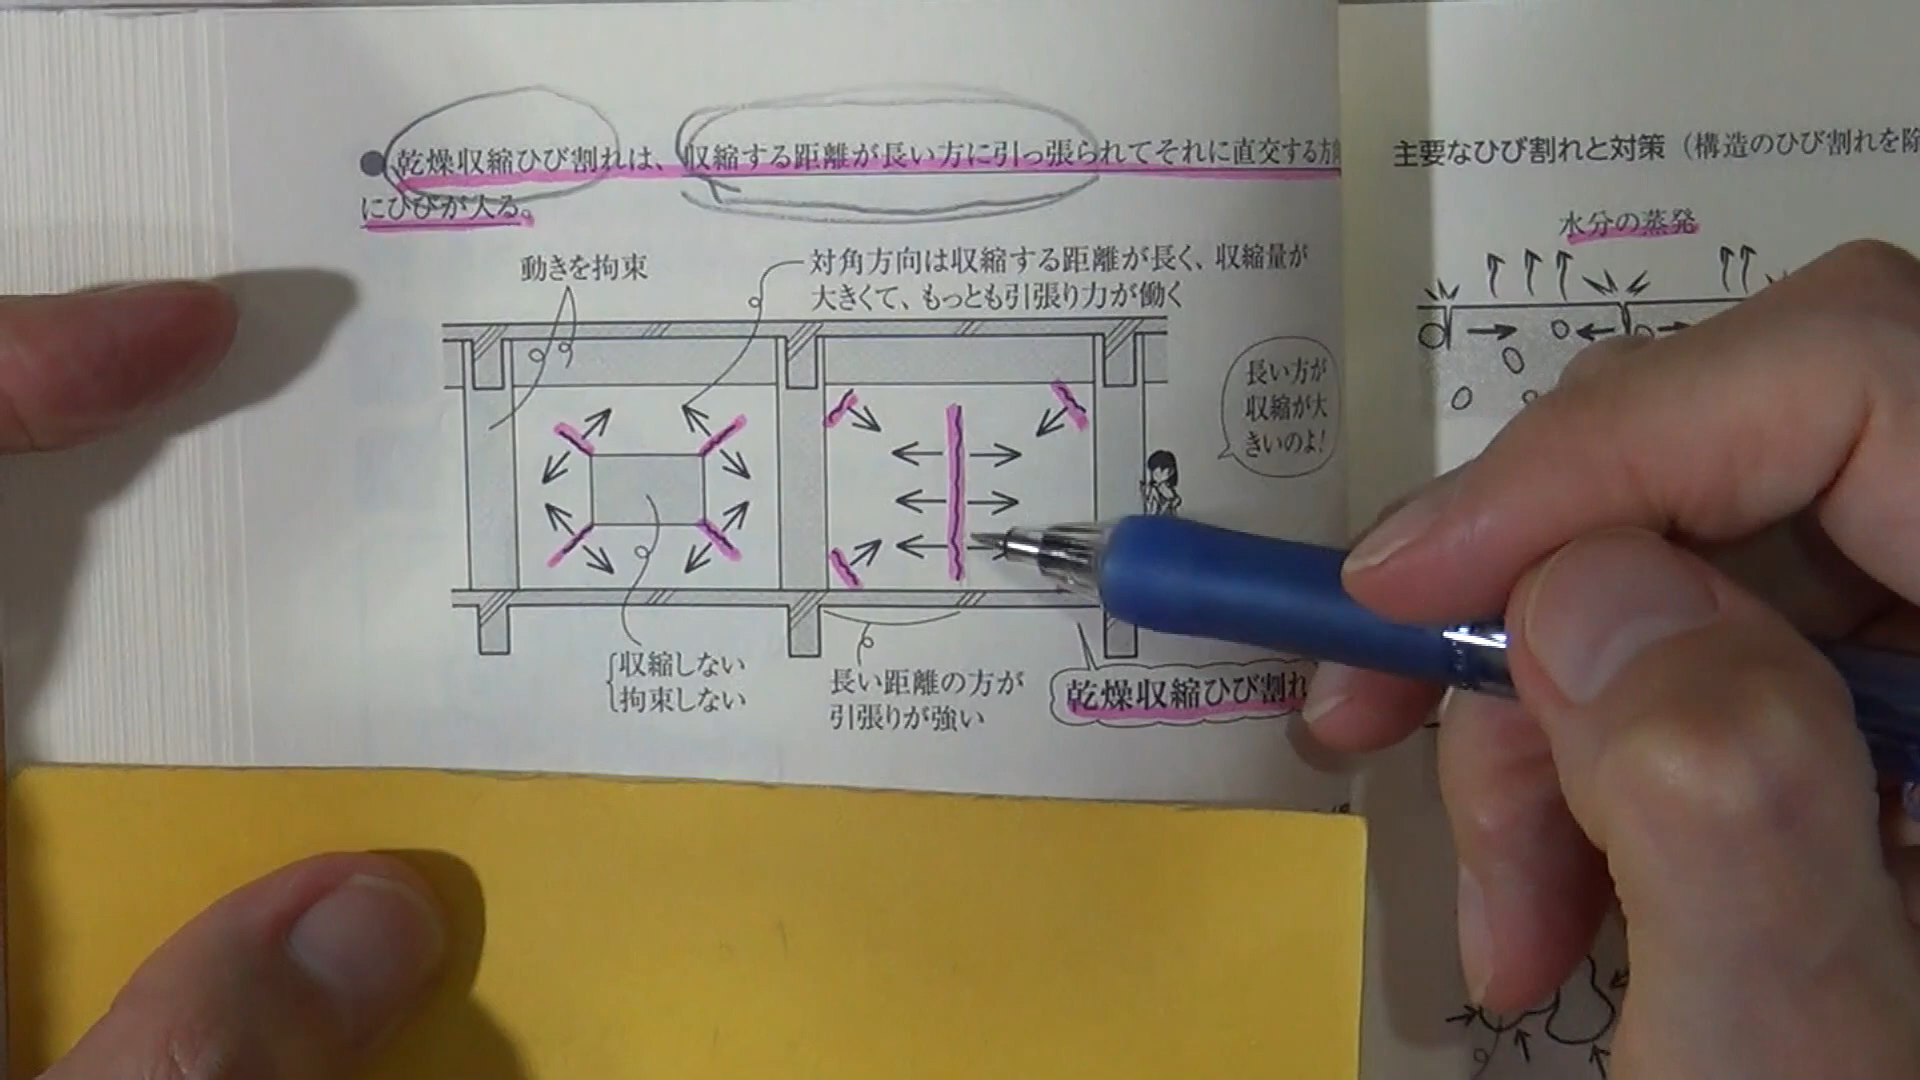 ●乾燥収縮ひび割れは、収縮する距離が長い方に引っ張られてそれに直交する方
にひびが入る。
動きを拘束
対角方向は収縮する距離が長く、収縮量が
大きくて、もっとも引張り力が働く
長い方が
収縮が大
きいのよ!
収縮しない
拘束しない
長い距離の方が
引張りが強い
乾燥収縮ひび割れ
主要なひび割れと対策（構造のひび割れを除
水分の蒸発